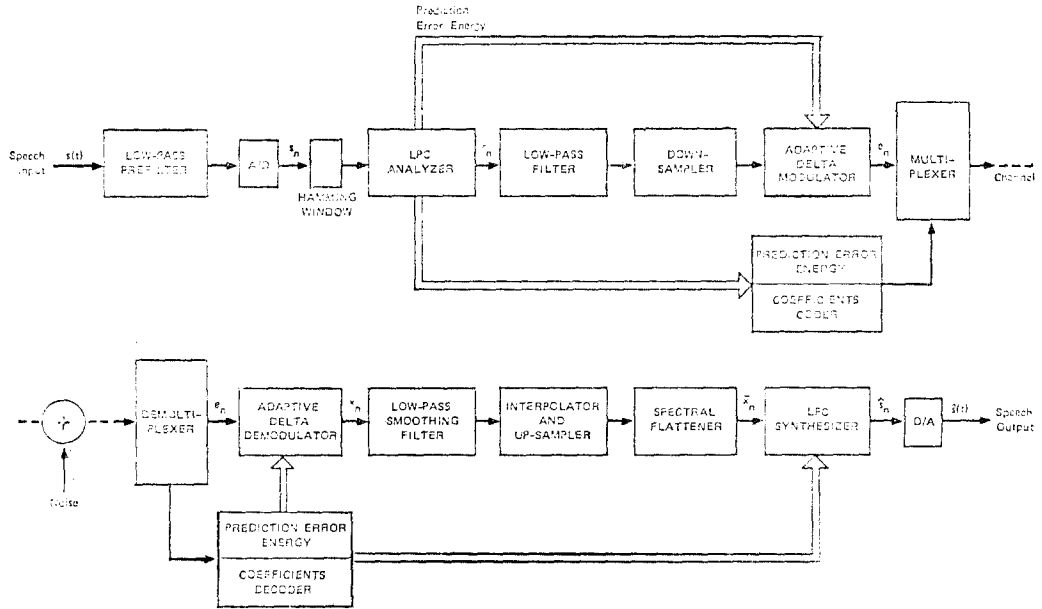 Prediction
Error Energy
Speech
Input
s(t)
LOW-PASS
PREFILTER
A/D
s_n
HAMMING
WINDOW
LPC
ANALYZER
r_n
LOW-PASS
FILTER
DOWN-
SAMPLER
ADAPTIVE
DELTA
MODULATOR
e_n
MULTI-
PLEXER
Channel
PREDICTION ERROR
ENERGY
COEFFICIENTS
CODER
+
Noise
DEMULTI-
PLEXER
e_n
ADAPTIVE
DELTA
DEMODULATOR
x_n
LOW-PASS
SMOOTHING
FILTER
INTERPOLATOR
AND
UP-SAMPLER
SPECTRAL
FLATTENER
x̄_n
LPC
SYNTHESIZER
ŝ_n
D/A
ŝ(t)
Speech
Output
PREDICTION ERROR
ENERGY
COEFFICIENTS
DECODER